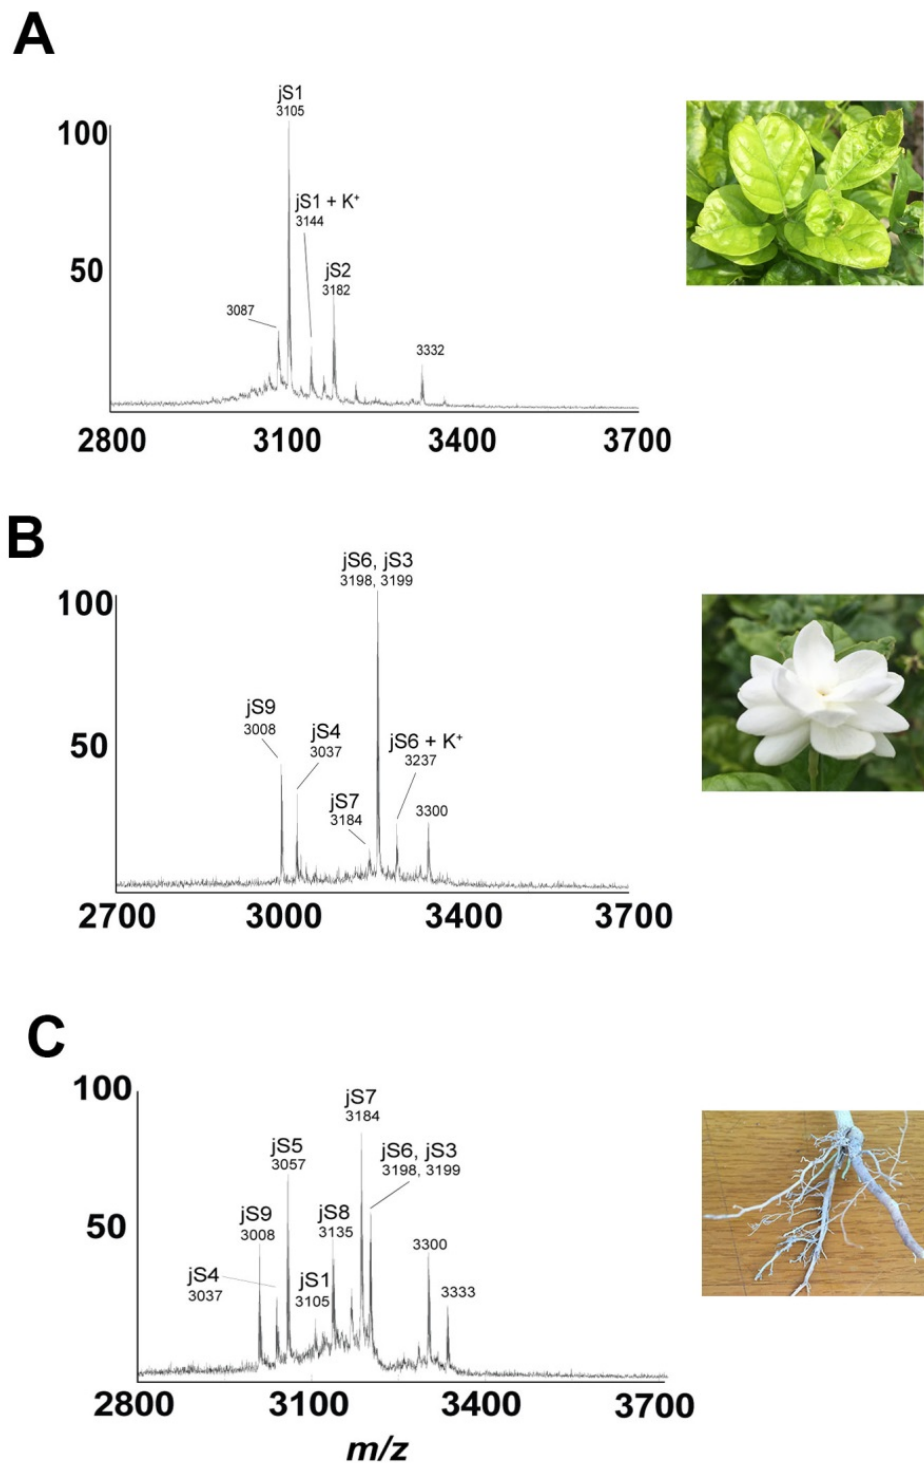 A
jS1
3105
100
jS1 + K⁺
3144
50
jS2
3182
3087
3332
2800 3100 3400 3700
B
jS6, jS3
3198, 3199
100
jS9
3008
jS4
3037
50
jS6 + K⁺
3237
jS7
3184
3300
2700 3000 3400 3700
C
100
jS7
3184
jS5
3057
jS6, jS3
3198, 3199
50
jS9
3008
jS8
3135
3300
jS4
3037
jS1
3105
3333
2800 3100 3400 3700
m/z